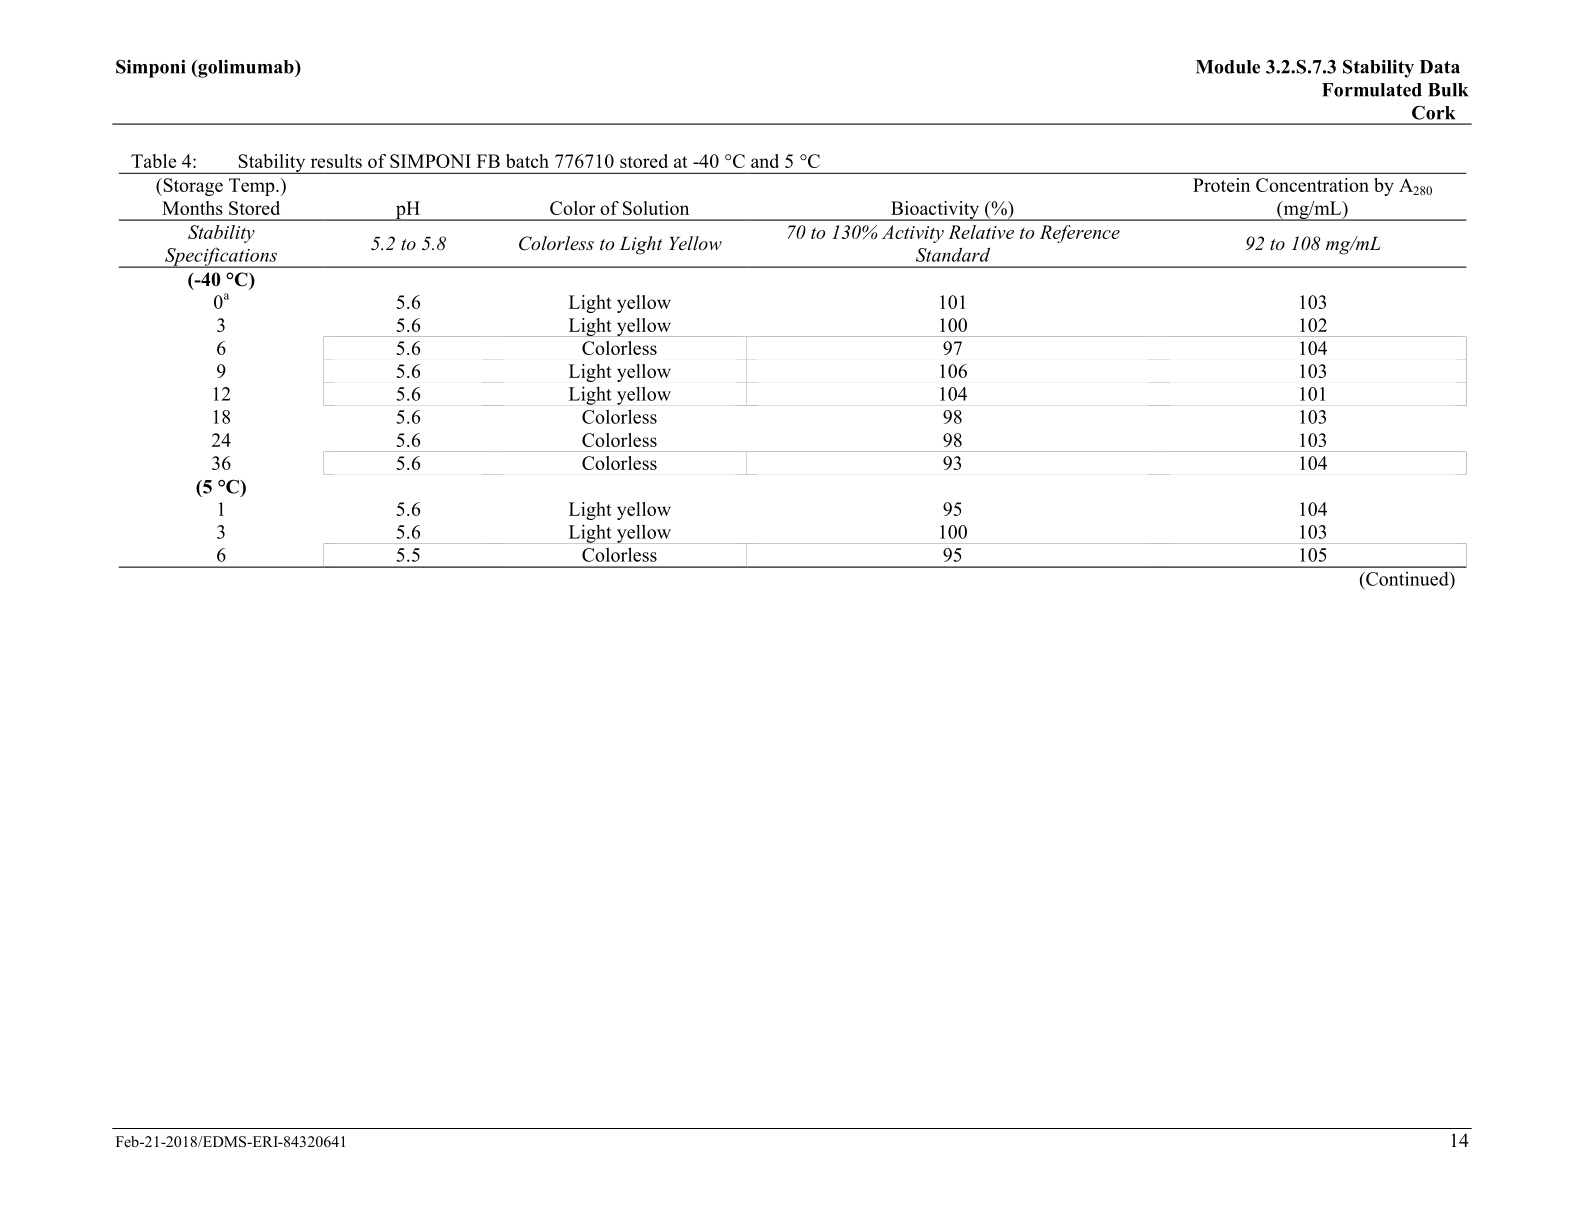 Simponi (golimumab) Module 3.2.S.7.3 Stability Data
Formulated Bulk
Cork
Table 4: Stability results of SIMPONI FB batch 776710 stored at -40 °C and 5 °C
(Storage Temp.) Protein Concentration by A280
Months Stored pH Color of Solution Bioactivity (%) (mg/mL)
Stability Specifications 5.2 to 5.8 Colorless to Light Yellow 70 to 130% Activity Relative to Reference Standard 92 to 108 mg/mL
(-40 °C)
0a 5.6 Light yellow 101 103
3 5.6 Light yellow 100 102
6 5.6 Colorless 97 104
9 5.6 Light yellow 106 103
12 5.6 Light yellow 104 101
18 5.6 Colorless 98 103
24 5.6 Colorless 98 103
36 5.6 Colorless 93 104
(5 °C)
1 5.6 Light yellow 95 104
3 5.6 Light yellow 100 103
6 5.5 Colorless 95 105
(Continued)
Feb-21-2018/EDMS-ERI-84320641 14